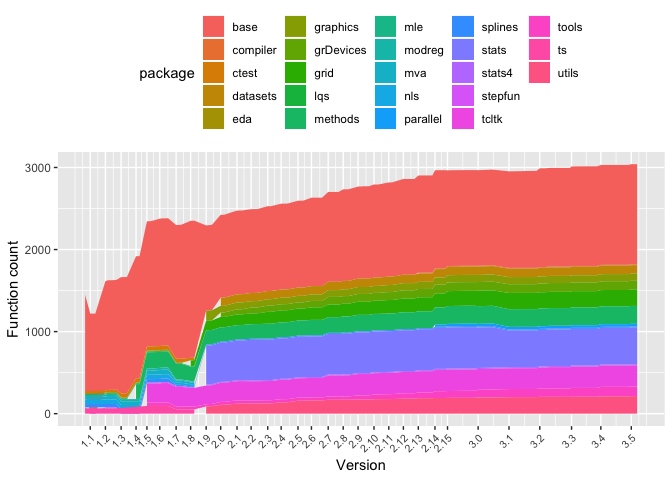 package
base
compiler
ctest
datasets
eda
graphics
grDevices
grid
lqs
methods
mle
modreg
mva
nls
parallel
splines
stats
stats4
stepfun
tcltk
tools
ts
utils
Function count
3000
2000
1000
0
1.1 1.2 1.3 1.4 1.5 1.6 1.7 1.8 1.9 2.0 2.1 2.2 2.3 2.4 2.5 2.6 2.7 2.8 2.9 2.10 2.11 2.12 2.13 2.14 2.15 3.0 3.1 3.2 3.3 3.4 3.5
Version